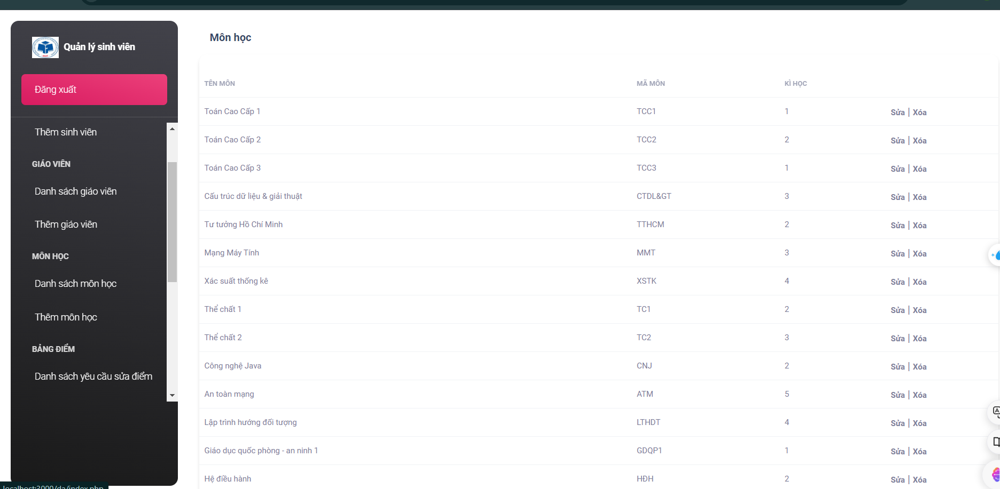 Quản lý sinh viên
Đăng xuất
Thêm sinh viên
GIÁO VIÊN
Danh sách giáo viên
Thêm giáo viên
MÔN HỌC
Danh sách môn học
Thêm môn học
BẢNG ĐIỂM
Danh sách yêu cầu sửa điểm
Môn học
TÊN MÔN MÃ MÔN KÌ HỌC
Toán Cao Cấp 1 TCC1 1 Sửa | Xóa
Toán Cao Cấp 2 TCC2 2 Sửa | Xóa
Toán Cao Cấp 3 TCC3 1 Sửa | Xóa
Cấu trúc dữ liệu & giải thuật CTDL&GT 3 Sửa | Xóa
Tư tưởng Hồ Chí Minh TTHCM 2 Sửa | Xóa
Mạng Máy Tính MMT 3 Sửa | Xóa
Xác suất thống kê XSTK 4 Sửa | Xóa
Thể chất 1 TC1 2 Sửa | Xóa
Thể chất 2 TC2 3 Sửa | Xóa
Công nghệ Java CNJ 2 Sửa | Xóa
An toàn mạng ATM 5 Sửa | Xóa
Lập trình hướng đối tượng LTHDT 4 Sửa | Xóa
Giáo dục quốc phòng - an ninh 1 GDQP1 1 Sửa | Xóa
Hệ điều hành HĐH 2 Sửa | Xóa
localhost:3000/da/index.php